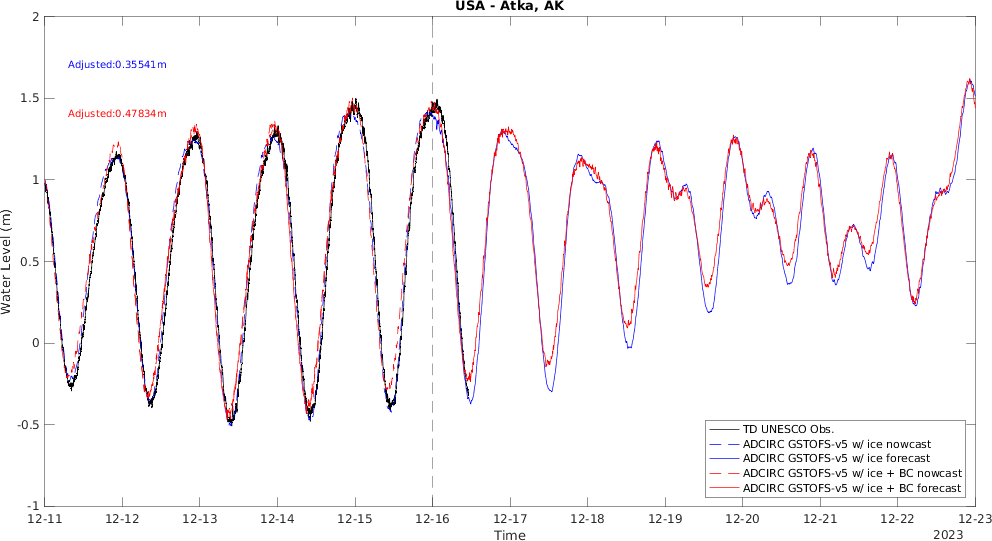 USA - Atka, AK
2
1.5
1
0.5
0
-0.5
-1
Water Level (m)
Adjusted:0.35541m
Adjusted:0.47834m
TD UNESCO Obs.
ADCIRC GSTOFS-v5 w/ ice nowcast
ADCIRC GSTOFS-v5 w/ ice forecast
ADCIRC GSTOFS-v5 w/ ice + BC nowcast
ADCIRC GSTOFS-v5 w/ ice + BC forecast
12-11 12-12 12-13 12-14 12-15 12-16 12-17 12-18 12-19 12-20 12-21 12-22 12-23
Time
2023